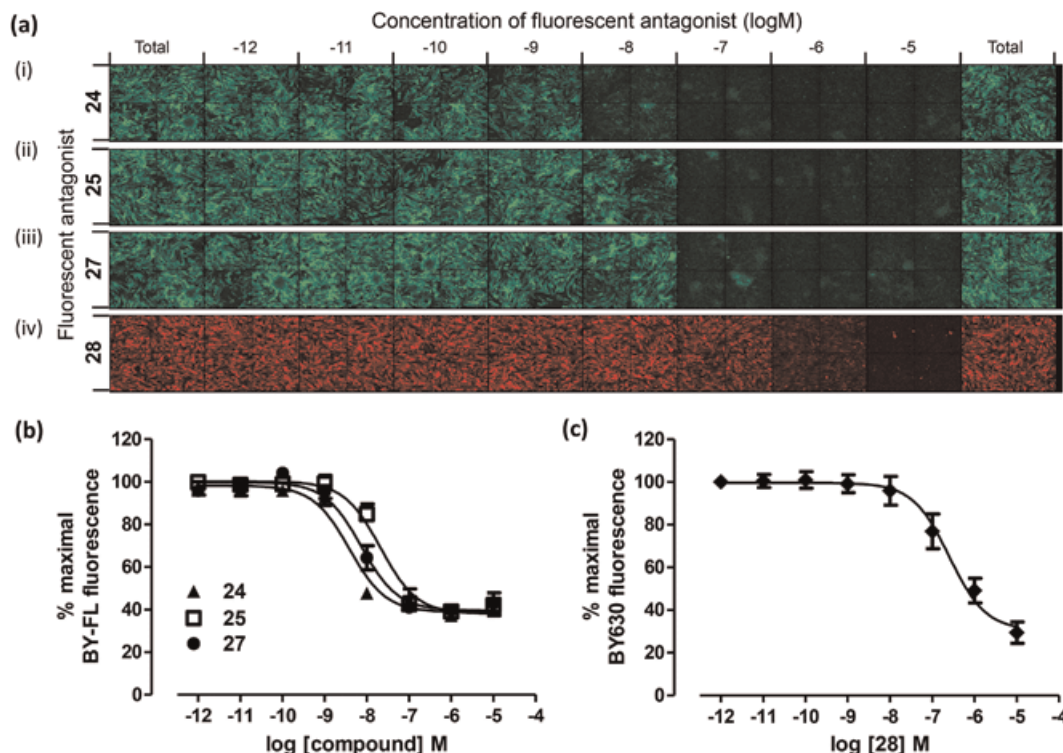 (a)
Concentration of fluorescent antagonist (logM)
Total -12 -11 -10 -9 -8 -7 -6 -5 Total
Fluorescent antagonist
(i) 24
(ii) 25
(iii) 27
(iv) 28
(b)
% maximal
BY-FL fluorescence
120
100
80
60
40
20
0
24
25
27
-12 -11 -10 -9 -8 -7 -6 -5 -4
log [compound] M
(c)
% maximal
BY630 fluorescence
120
100
80
60
40
20
0
-12 -11 -10 -9 -8 -7 -6 -5 -4
log [28] M